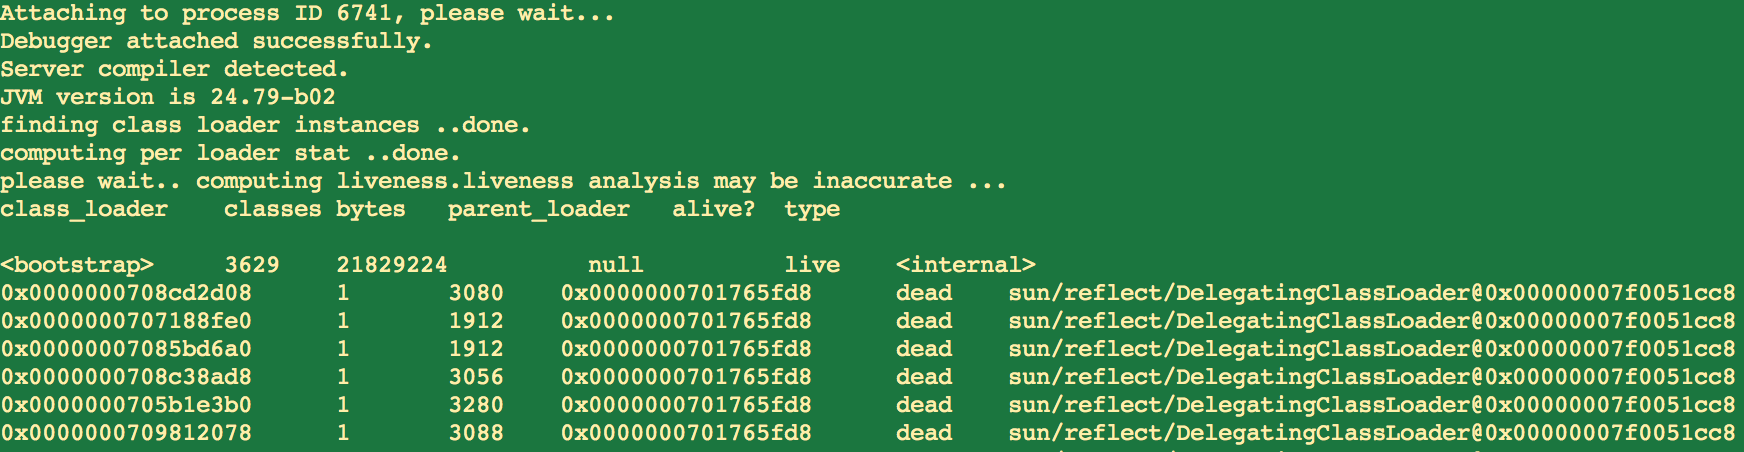 Attaching to process ID 6741, please wait...
Debugger attached successfully.
Server compiler detected.
JVM version is 24.79-b02
finding class loader instances ..done.
computing per loader stat ..done.
please wait.. computing liveness.liveness analysis may be inaccurate ...
class_loader classes bytes parent_loader alive? type
<bootstrap> 3629 21829224 null live <internal>
0x0000000708cd2d08 1 3080 0x0000000701765fd8 dead sun/reflect/DelegatingClassLoader@0x00000007f0051cc8
0x0000000707188fe0 1 1912 0x0000000701765fd8 dead sun/reflect/DelegatingClassLoader@0x00000007f0051cc8
0x00000007085bd6a0 1 1912 0x0000000701765fd8 dead sun/reflect/DelegatingClassLoader@0x00000007f0051cc8
0x0000000708c38ad8 1 3056 0x0000000701765fd8 dead sun/reflect/DelegatingClassLoader@0x00000007f0051cc8
0x0000000705b1e3b0 1 3280 0x0000000701765fd8 dead sun/reflect/DelegatingClassLoader@0x00000007f0051cc8
0x0000000709812078 1 3088 0x0000000701765fd8 dead sun/reflect/DelegatingClassLoader@0x00000007f0051cc8